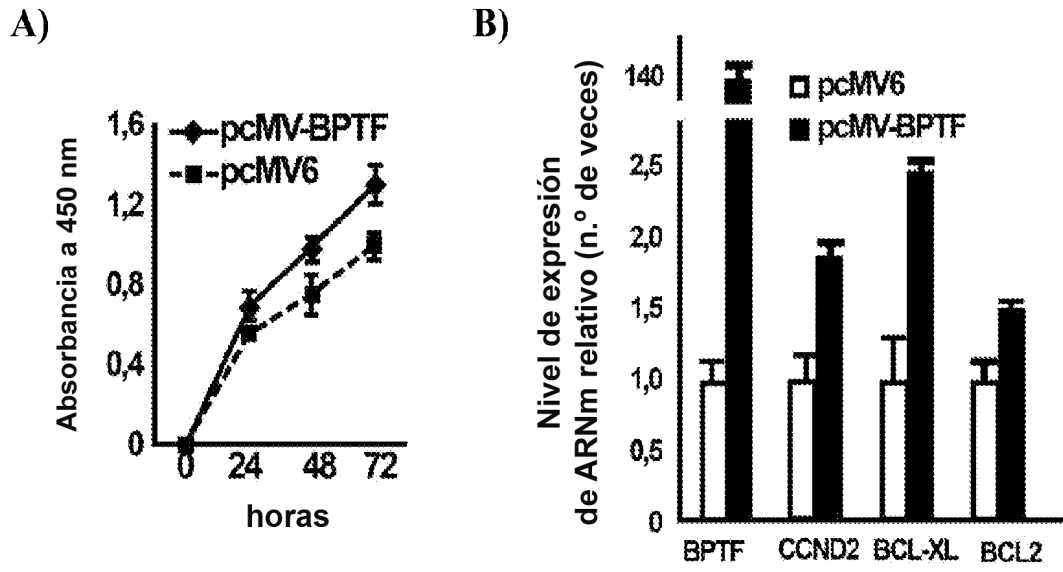 A)
Absorbancia a 450 nm
1,6
1,2
0,8
0,4
0
pcMV-BPTF
pcMV6
0 24 48 72
horas
B)
Nivel de expresión
de ARNm relativo (n.º de veces)
140
2,5
2,0
1,5
1,0
0,5
0
pcMV6
pcMV-BPTF
BPTF CCND2 BCL-XL BCL2